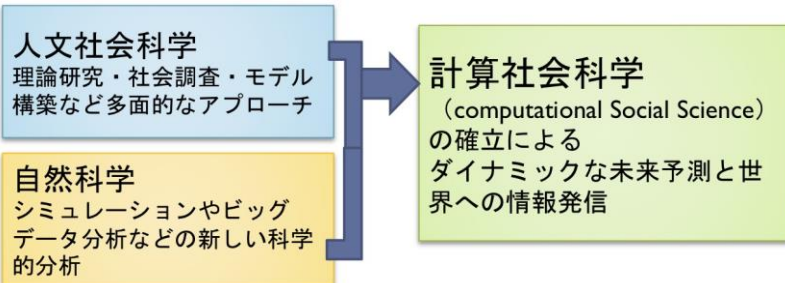 人文社会科学
理論研究・社会調査・モデル
構築など多面的なアプローチ
自然科学
シミュレーションやビッグ
データ分析などの新しい科学
的分析
計算社会科学
（computational Social Science）
の確立による
ダイナミックな未来予測と世
界への情報発信